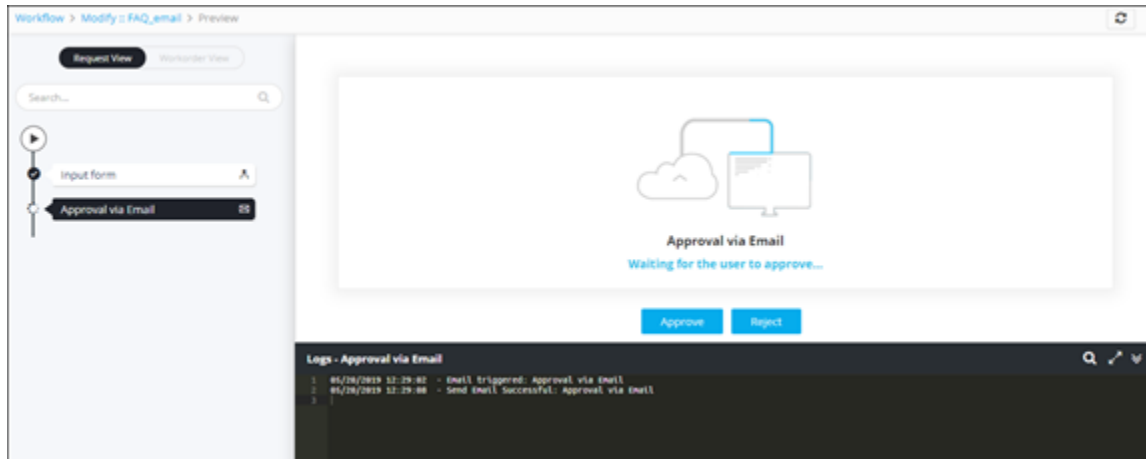 Workflow > Modify :: FAQ_email > Preview
Request View
Workorder View
Search...
Input form
Approval via Email
Approval via Email
Waiting for the user to approve...
Approve
Reject
Logs - Approval via Email
1 05/28/2019 12:29:02 - Email triggered: Approval via Email
2 05/28/2019 12:29:08 - Send Email Successful: Approval via Email
3